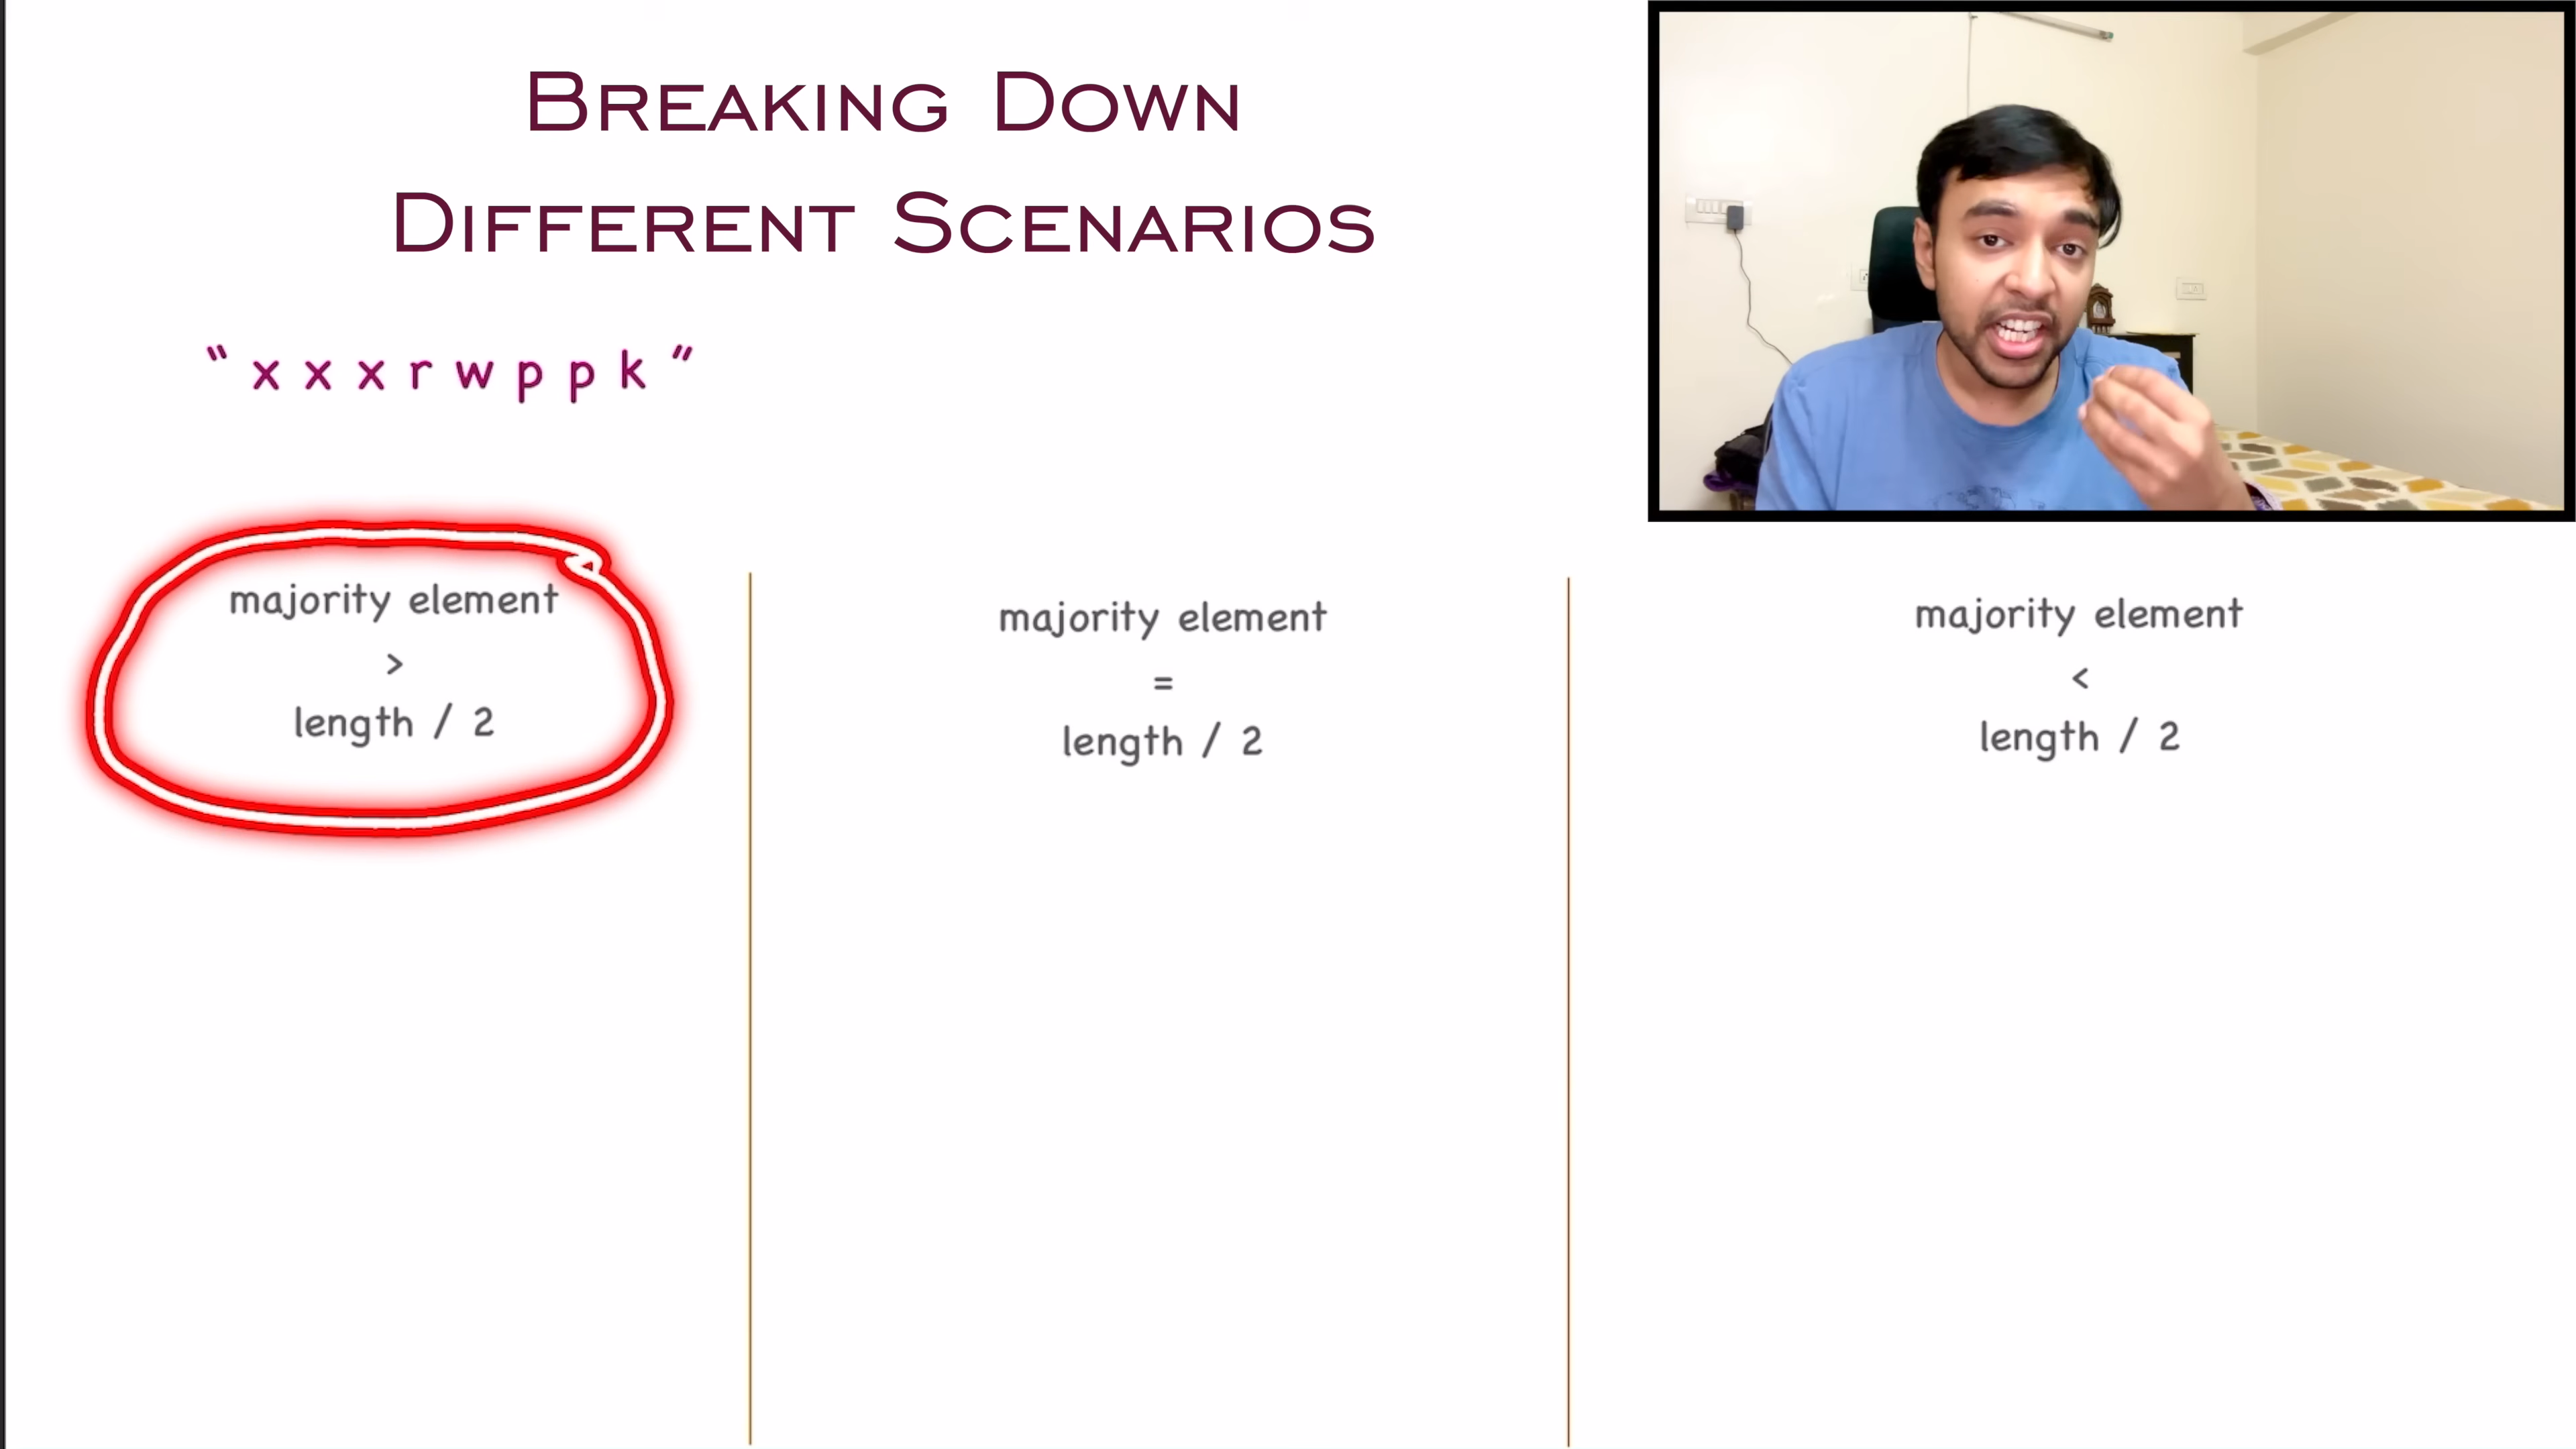 BREAKING DOWN
DIFFERENT SCENARIOS
“ x x x r w p p k ”
majority element
>
length / 2
majority element
=
length / 2
majority element
<
length / 2